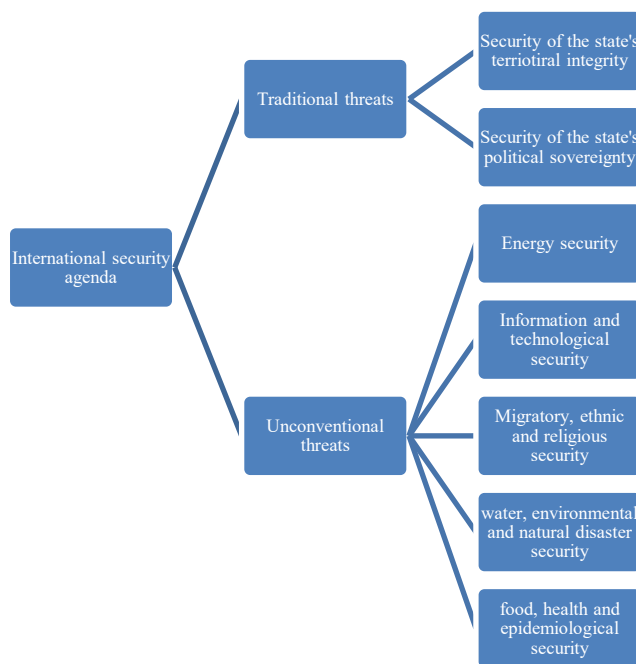 Security of the state's
terriotiral integrity
Traditional threats
Security of the state's
political sovereignty
International security
agenda
Energy security
Information and
technological
security
Unconventional
threats
Migratory, ethnic
and religious
security
water, environmental
and natural disaster
security
food, health and
epidemiological
security